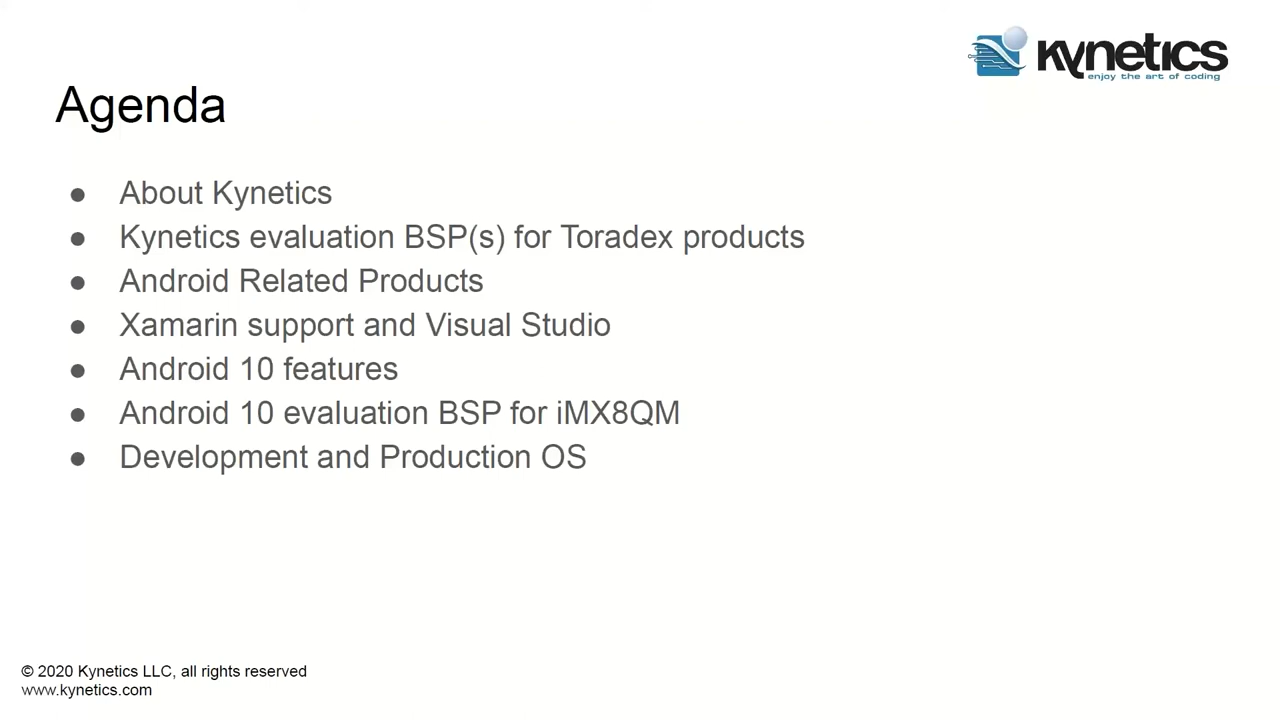 kynetics
enjoy the art of coding
Agenda
● About Kynetics
● Kynetics evaluation BSP(s) for Toradex products
● Android Related Products
● Xamarin support and Visual Studio
● Android 10 features
● Android 10 evaluation BSP for iMX8QM
● Development and Production OS
© 2020 Kynetics LLC, all rights reserved
www.kynetics.com